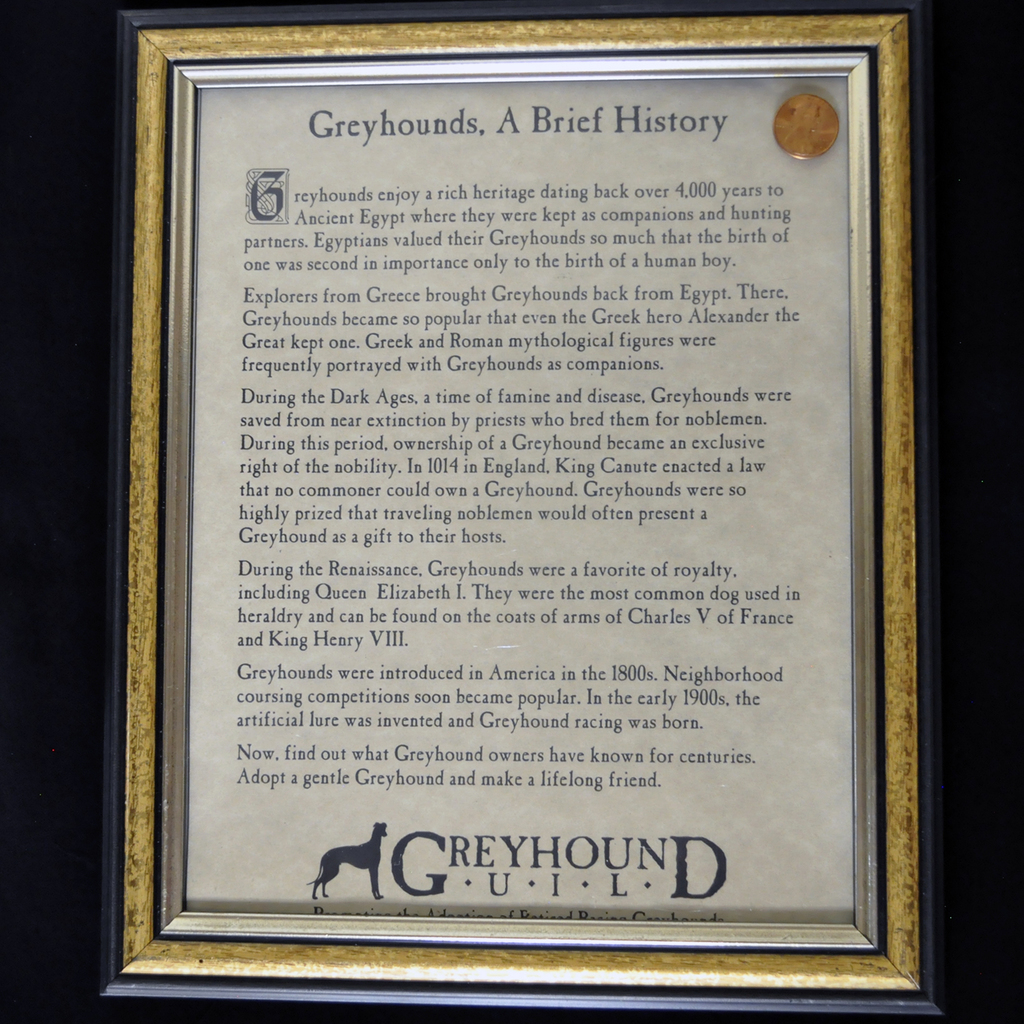 Greyhounds, A Brief History
Greyhounds enjoy a rich heritage dating back over 4,000 years to
Ancient Egypt where they were kept as companions and hunting
partners. Egyptians valued their Greyhounds so much that the birth of
one was second in importance only to the birth of a human boy.
Explorers from Greece brought Greyhounds back from Egypt. There,
Greyhounds became so popular that even the Greek hero Alexander the
Great kept one. Greek and Roman mythological figures were
frequently portrayed with Greyhounds as companions.
During the Dark Ages, a time of famine and disease, Greyhounds were
saved from near extinction by priests who bred them for noblemen.
During this period, ownership of a Greyhound became an exclusive
right of the nobility. In 1014 in England, King Canute enacted a law
that no commoner could own a Greyhound. Greyhounds were so
highly prized that traveling noblemen would often present a
Greyhound as a gift to their hosts.
During the Renaissance, Greyhounds were a favorite of royalty,
including Queen Elizabeth I. They were the most common dog used in
heraldry and can be found on the coats of arms of Charles V of France
and King Henry VIII.
Greyhounds were introduced in America in the 1800s. Neighborhood
coursing competitions soon became popular. In the early 1900s, the
artificial lure was invented and Greyhound racing was born.
Now, find out what Greyhound owners have known for centuries.
Adopt a gentle Greyhound and make a lifelong friend.
GREYHOUND
G·U·I·L·D
Promoting the Adoption of Retired Racing Greyhounds